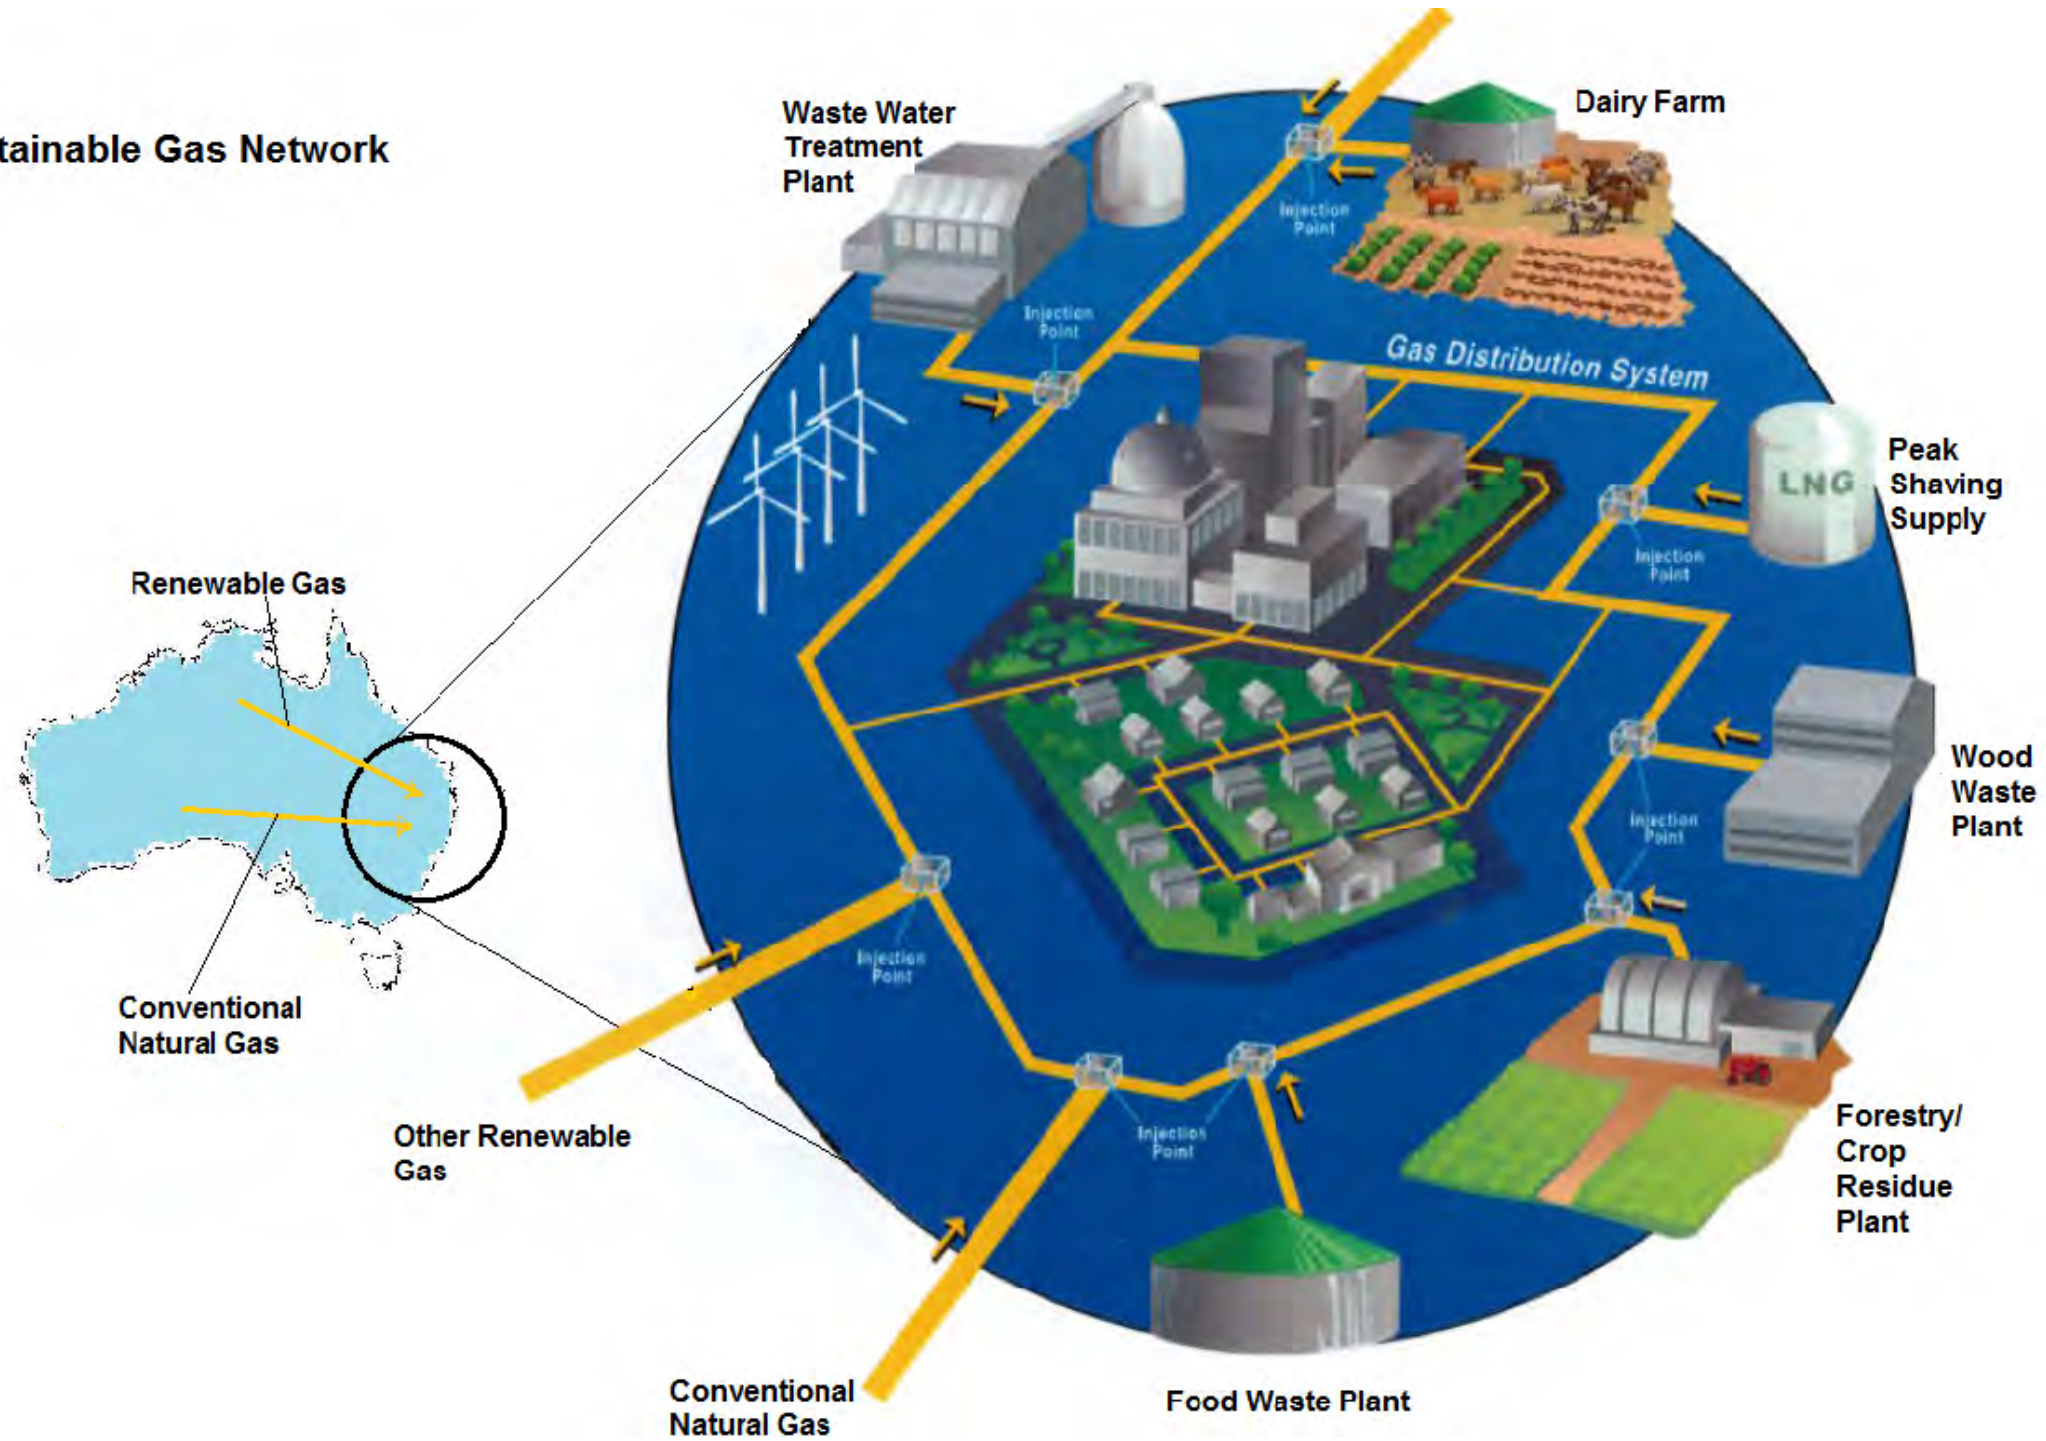 tainable Gas Network
Waste Water
Treatment
Plant
Dairy Farm
Injection
Point
Injection
Point
Gas Distribution System
Peak
Shaving
Supply
LNG
Injection
Point
Renewable Gas
Wood
Waste
Plant
Injection
Point
Injection
Point
Conventional
Natural Gas
Other Renewable
Gas
Injection
Point
Forestry/
Crop
Residue
Plant
Conventional
Natural Gas
Food Waste Plant